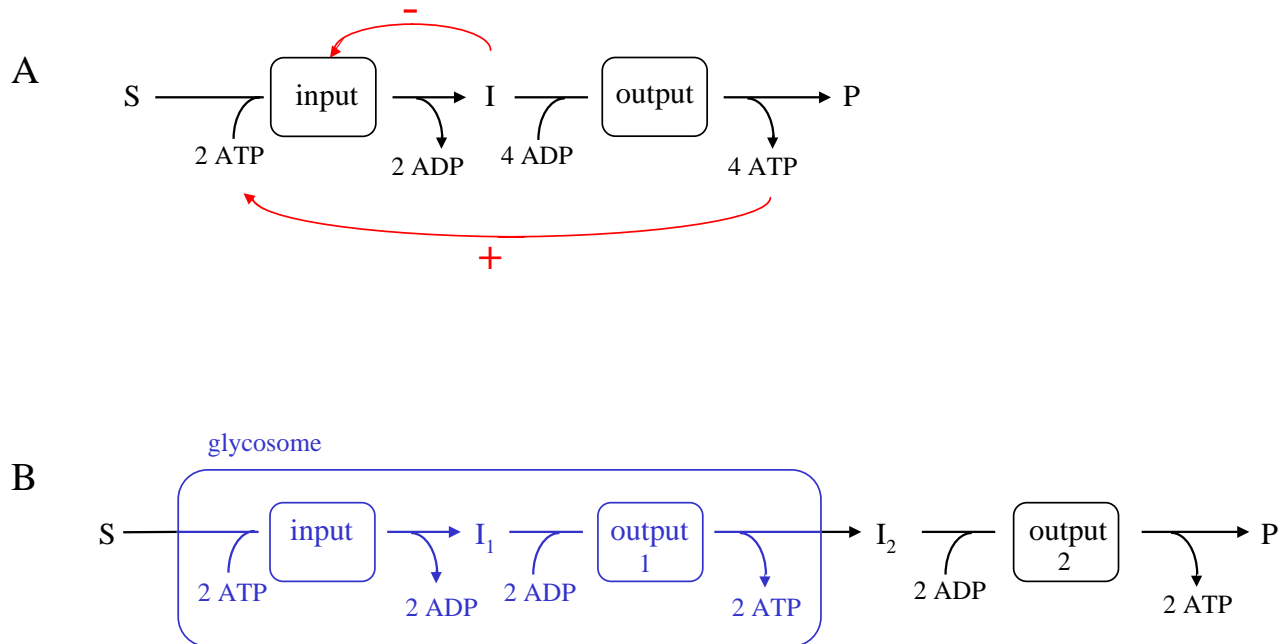 -
A
S
input
I
output
P
2 ATP
2 ADP
4 ADP
4 ATP
+
glycosome
B
S
input
I₁
output
1
I₂
output
2
P
2 ATP
2 ADP
2 ADP
2 ATP
2 ADP
2 ATP